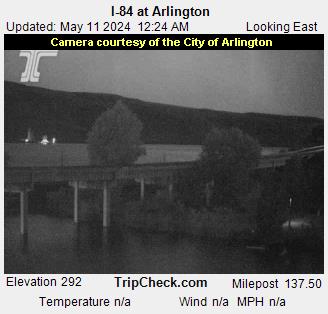 I-84 at Arlington
Updated: May 11 2024 12:24 AM Looking East
Camera courtesy of the City of Arlington
Elevation 292 TripCheck.com Milepost 137.50
Temperature n/a Wind n/a MPH n/a